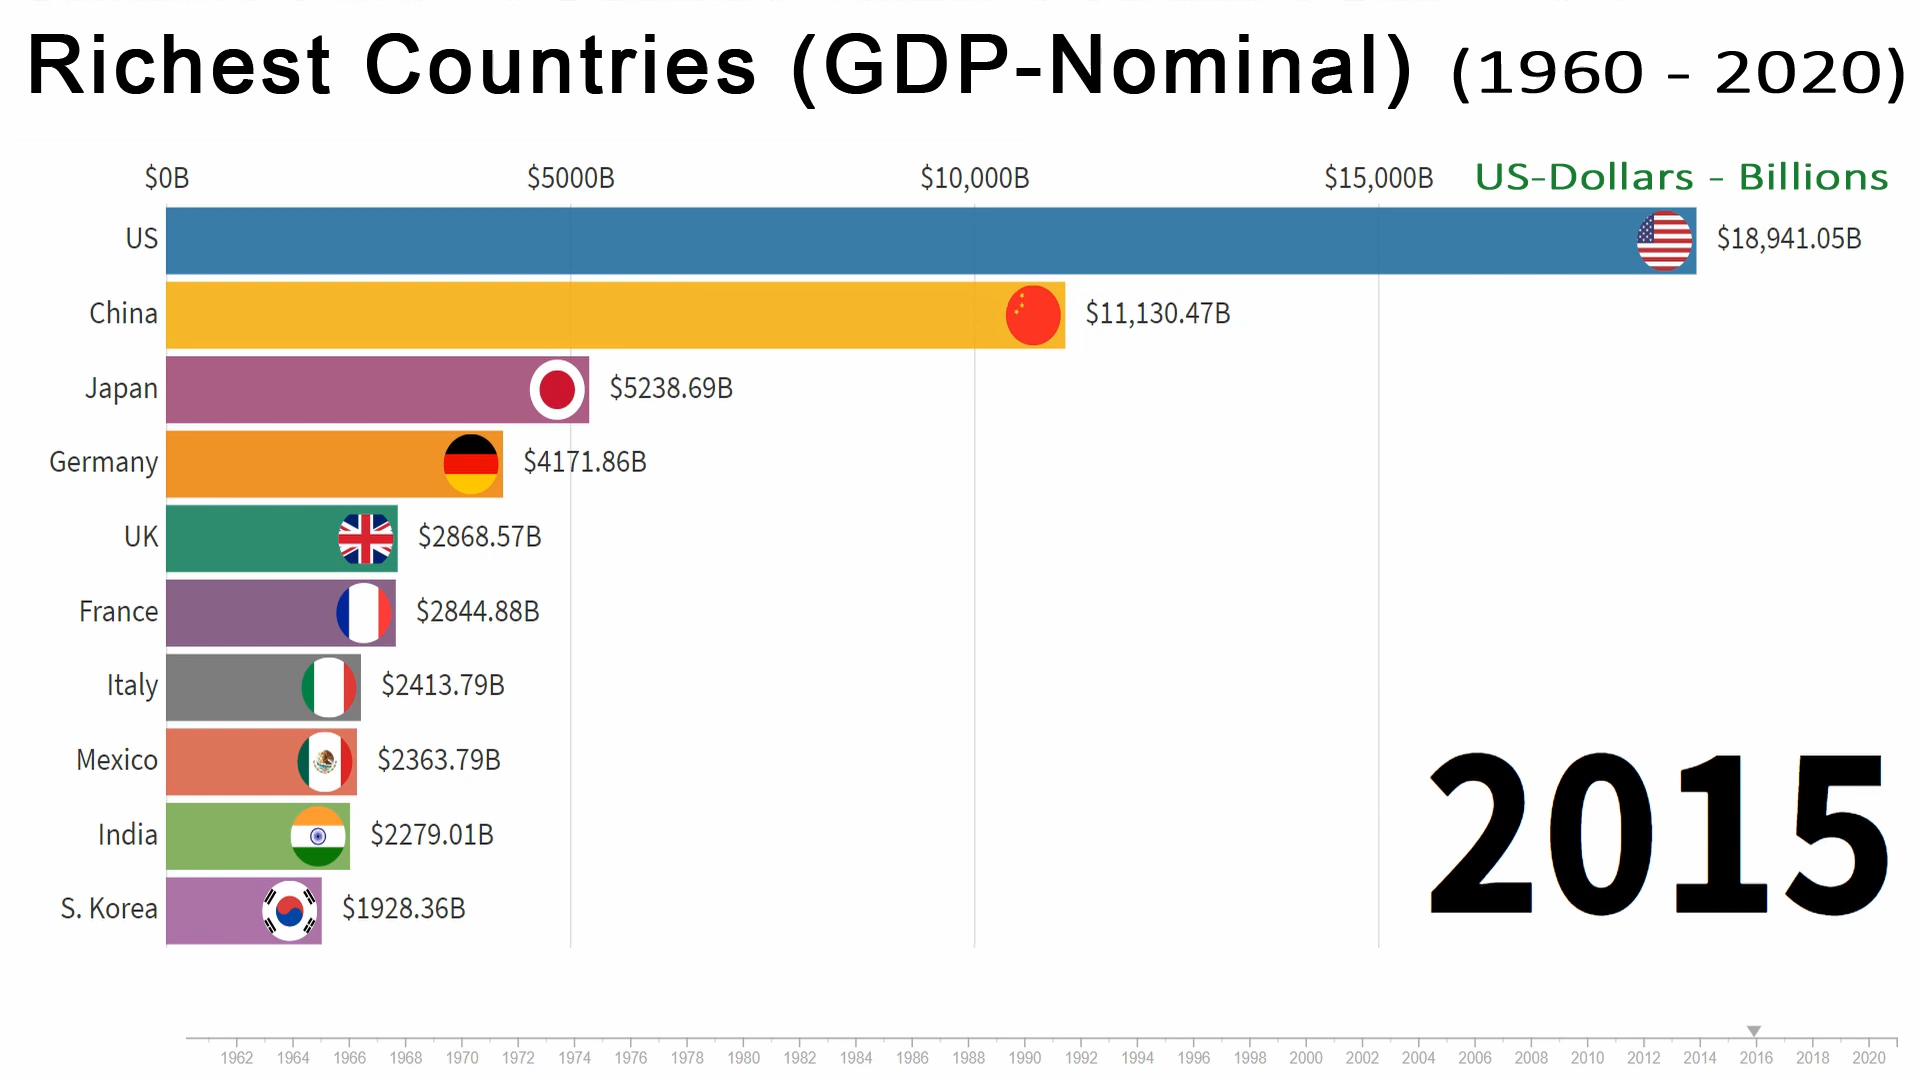 Richest Countries (GDP-Nominal) (1960 - 2020)
$0B $5000B $10,000B $15,000B US-Dollars - Billions
US $18,941.05B
China $11,130.47B
Japan $5238.69B
Germany $4171.86B
UK $2868.57B
France $2844.88B
Italy $2413.79B
Mexico $2363.79B
India $2279.01B
S. Korea $1928.36B
2015
1962 1964 1966 1968 1970 1972 1974 1976 1978 1980 1982 1984 1986 1988 1990 1992 1994 1996 1998 2000 2002 2004 2006 2008 2010 2012 2014 2016 2018 2020